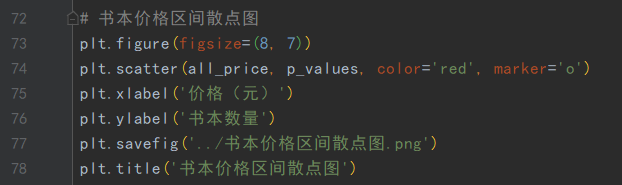 72 # 书本价格区间散点图
73 plt.figure(figsize=(8, 7))
74 plt.scatter(all_price, p_values, color='red', marker='o')
75 plt.xlabel('价格（元）')
76 plt.ylabel('书本数量')
77 plt.savefig('../书本价格区间散点图.png')
78 plt.title('书本价格区间散点图')